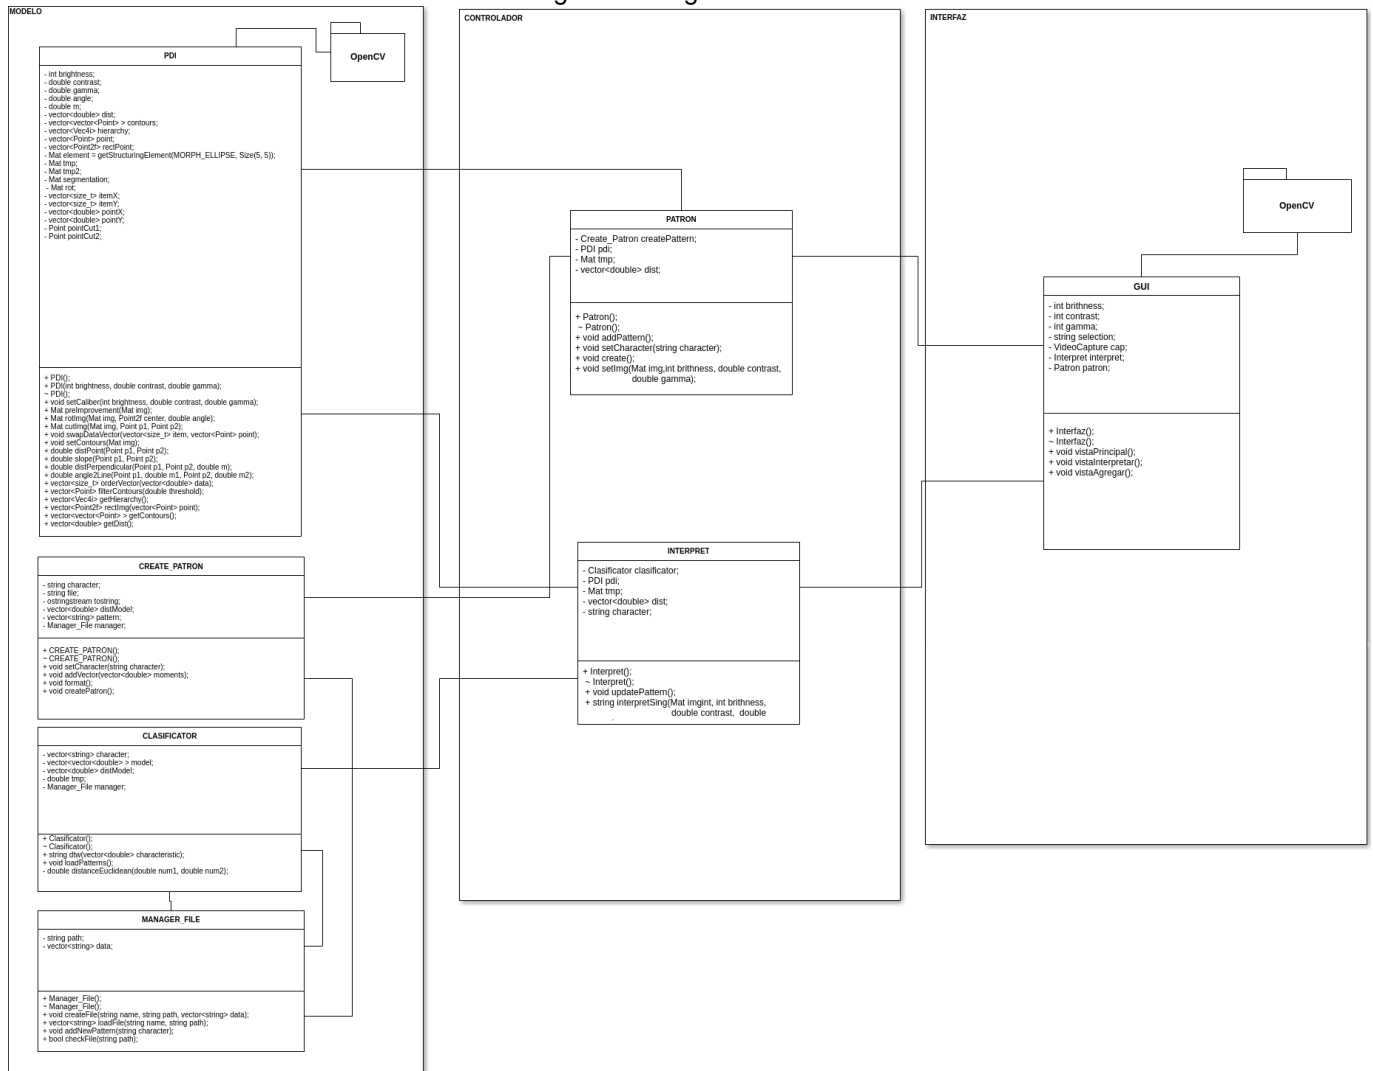 MODELO
OpenCV
PDI
- int brightness;
- double contrast;
- double gamma;
- double angle;
- double m;
- vector<double> dist;
- vector<vector<Point> > contours;
- vector<Vec4i> hierarchy;
- vector<Point> point;
- vector<Point2f> rectPoint;
- Mat element = getStructuringElement(MORPH_ELLIPSE, Size(5, 5));
- Mat tmp;
- Mat tmp2;
- Mat segmentation;
- Mat rot;
- vector<size_t> itemX;
- vector<size_t> itemY;
- vector<double> pointX;
- vector<double> pointY;
- Point pointCut1;
- Point pointCut2;
+ PDI();
+ PDI(int brightness, double contrast, double gamma);
~ PDI();
+ void setCaliber(int brightness, double contrast, double gamma);
+ Mat preImprovement(Mat img);
+ Mat rotImg(Mat img, Point2f center, double angle);
+ Mat cutImg(Mat img, Point p1, Point p2);
+ void swapDataVector(vector<size_t> item, vector<Point> point);
+ void setContours(Mat img);
+ double distPoint(Point p1, Point p2);
+ double slope(Point p1, Point p2);
+ double distPerpendicular(Point p1, Point p2, double m);
+ double angle2Line(Point p1, double m1, Point p2, double m2);
+ vector<size_t> orderVector(vector<double> data);
+ vector<Point> filterContours(double threshold);
+ vector<Vec4i> getHierarchy();
+ vector<Point2f> rectImg(vector<Point> point);
+ vector<vector<Point> > getContours();
+ vector<double> getDist();
CREATE_PATRON
- string character;
- string file;
- ostringstream tostring;
- vector<double> distModel;
- vector<string> pattern;
- Manager_File manager;
+ CREATE_PATRON();
~ CREATE_PATRON();
+ void setCharacter(string character);
+ void addVector(vector<double> moments);
+ void format();
+ void createPatron();
CLASIFICATOR
- vector<string> character;
- vector<vector<double> > model;
- vector<double> distModel;
- double tmp;
- Manager_File manager;
+ Clasificator();
~ Clasificator();
+ string dtw(vector<double> characteristic);
+ void loadPatterns();
- double distanceEuclidean(double num1, double num2);
MANAGER_FILE
- string path;
- vector<string> data;
+ Manager_File();
~ Manager_File();
+ void createFile(string name, string path, vector<string> data);
+ vector<string> loadFile(string name, string path);
+ void addNewPattern(string character);
+ bool checkFile(string path);
CONTROLADOR
PATRON
- Create_Patron createPattern;
- PDI pdi;
- Mat tmp;
- vector<double> dist;
+ Patron();
~ Patron();
+ void addPattern();
+ void setCharacter(string character);
+ void create();
+ void setImg(Mat img,int brithness, double contrast,
double gamma);
INTERPRET
- Clasificator clasificator;
- PDI pdi;
- Mat tmp;
- vector<double> dist;
- string character;
+ Interpret();
~ Interpret();
+ void updatePattern();
+ string interpretSing(Mat imgint, int brithness,
double contrast, double
INTERFAZ
OpenCV
GUI
- int brithness;
- int contrast;
- int gamma;
- string selection;
- VideoCapture cap;
- Interpret interpret;
- Patron patron;
+ Interfaz();
~ Interfaz();
+ void vistaPrincipal();
+ void vistaInterpretar();
+ void vistaAgregar();